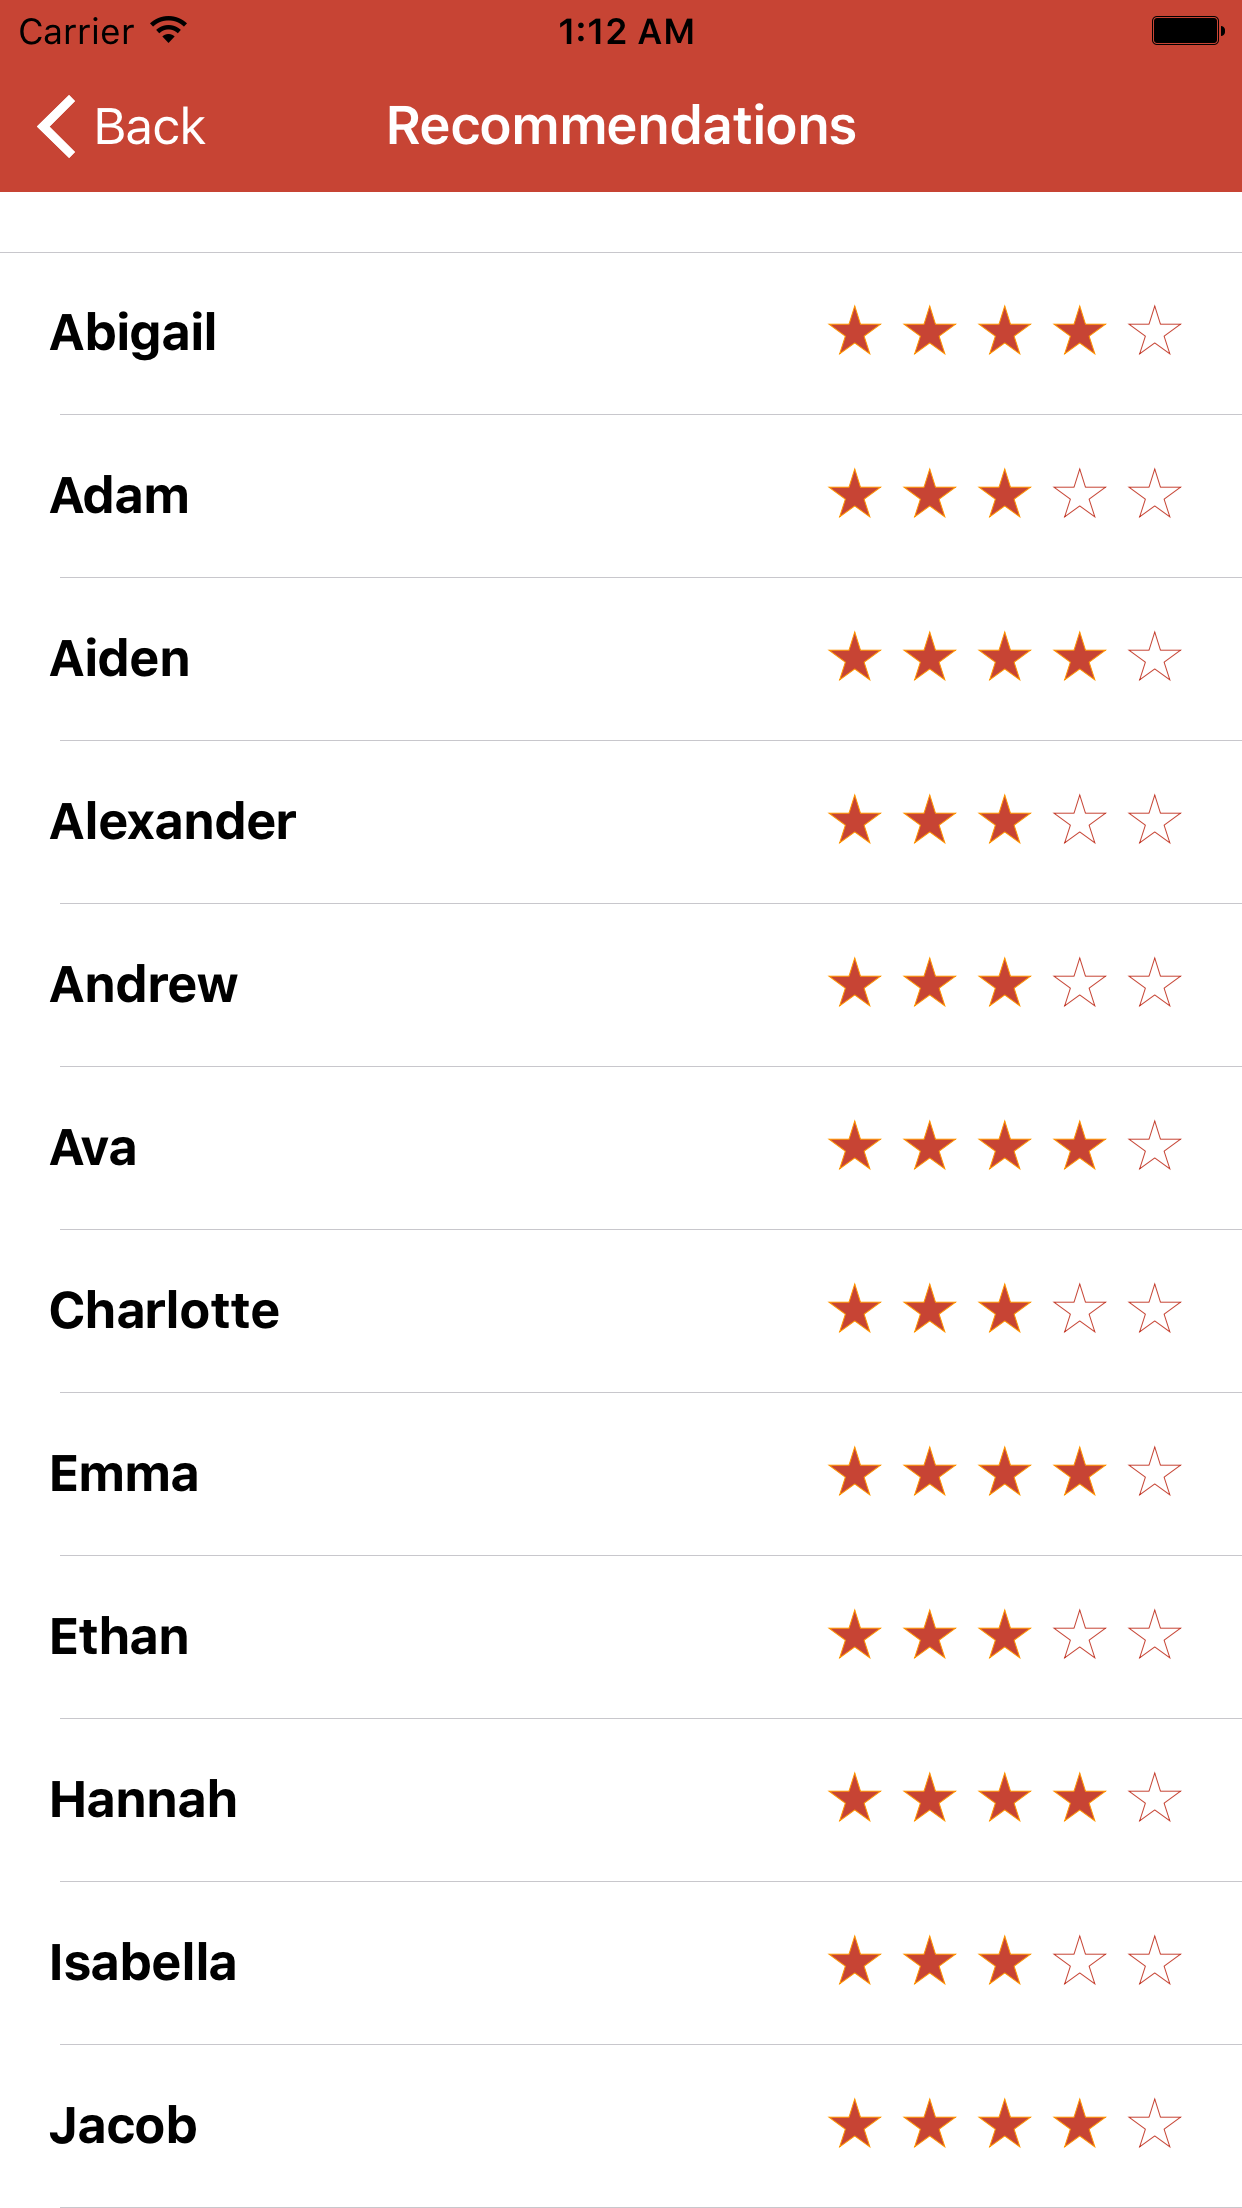 Carrier 1:12 AM
Back Recommendations
Abigail
Adam
Aiden
Alexander
Andrew
Ava
Charlotte
Emma
Ethan
Hannah
Isabella
Jacob